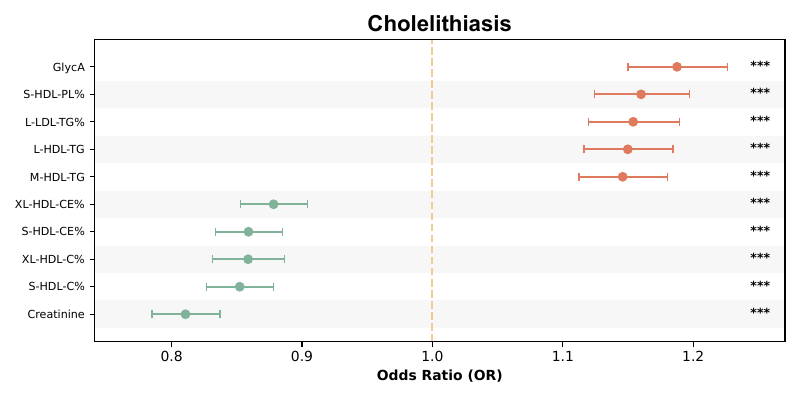 Cholelithiasis
GlycA ***
S-HDL-PL% ***
L-LDL-TG% ***
L-HDL-TG ***
M-HDL-TG ***
XL-HDL-CE% ***
S-HDL-CE% ***
XL-HDL-C% ***
S-HDL-C% ***
Creatinine ***
0.8 0.9 1.0 1.1 1.2
Odds Ratio (OR)